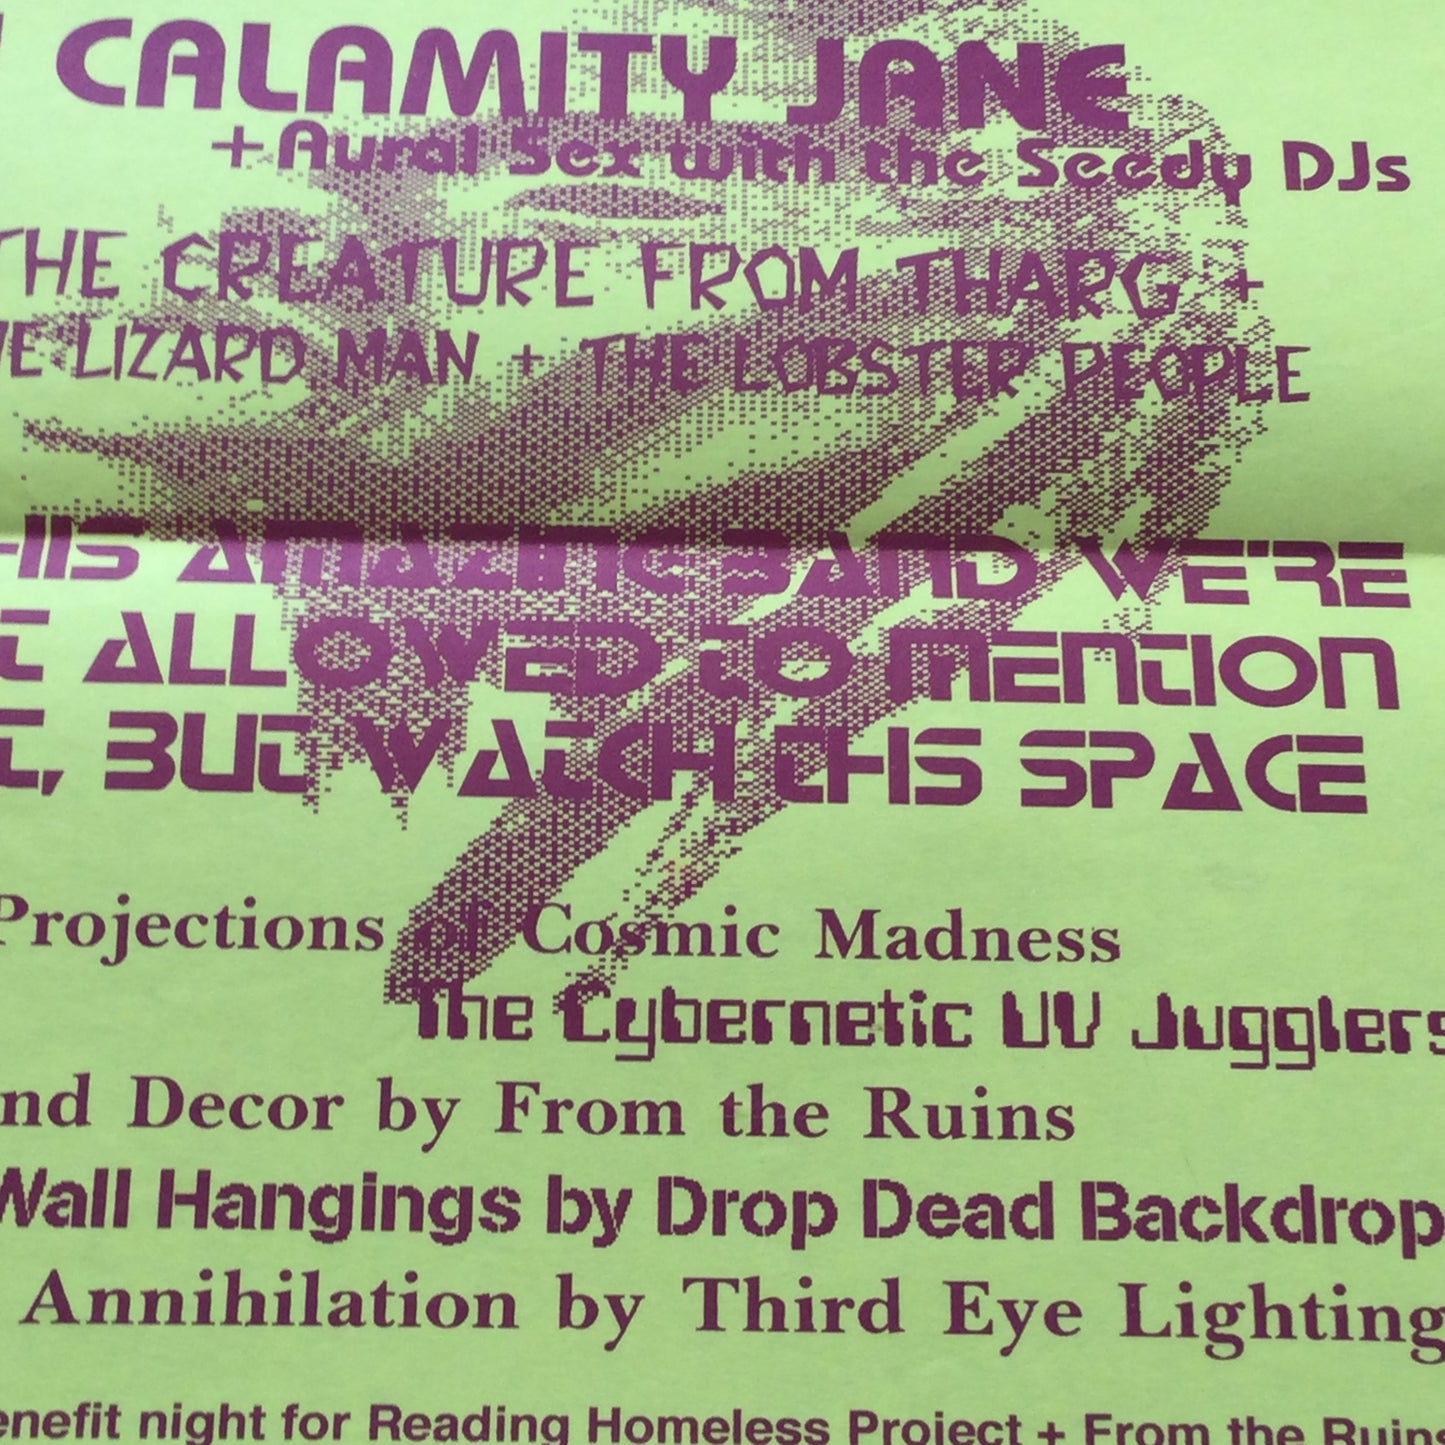 CALAMITY JANE
+ Aural Sex with the Seedy DJs
THE CREATURE FROM THARG +
LIZARD MAN + THE LOBSTER PEOPLE
AMAZING BAND WE'RE
ALLOWED TO MENTION
, BUT WATCH THIS SPACE
Projections of Cosmic Madness
The Cybernetic UV Jugglers
Decor by From the Ruins
Wall Hangings by Drop Dead Backdrop
Annihilation by Third Eye Lighting
enefit night for Reading Homeless Project + From the Ruins